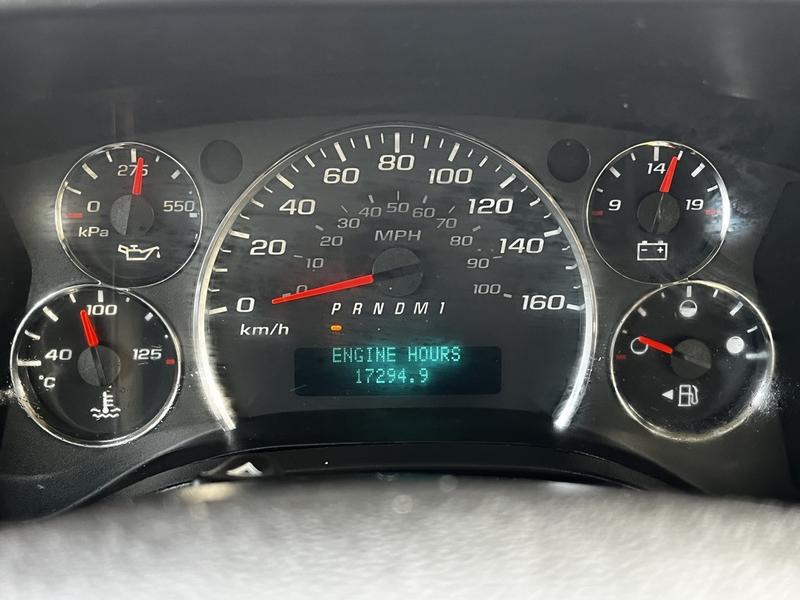 275
0 550
kPa
40 100 125
°C
0 20 40 60 80 100 120 140 160
km/h
0 10 20 30 40 50 60 70 80 90 100
MPH
P R N D M 1
ENGINE HOURS
17294.9
9 14 19